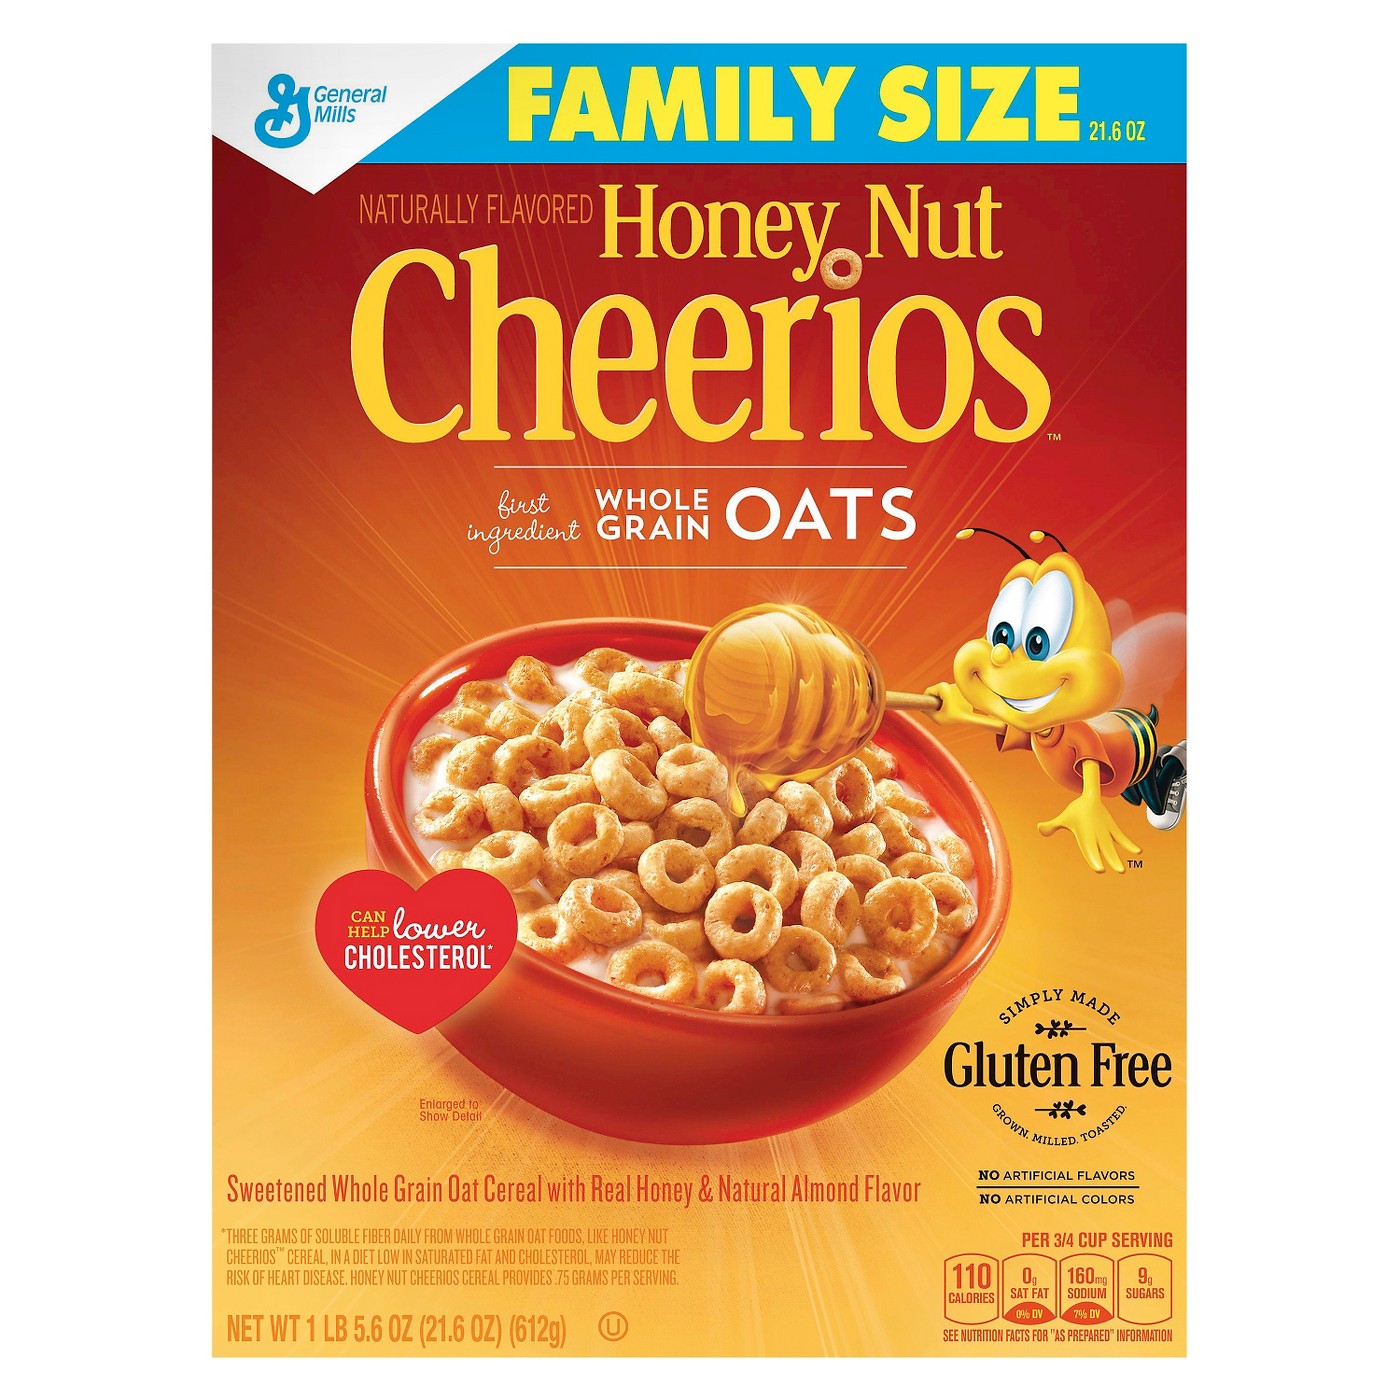 General
Mills
FAMILY SIZE 21.6 OZ
NATURALLY FLAVORED Honey Nut
Cheerios™
first
ingredient
WHOLE
GRAIN
OATS
™
CAN
HELP lower
CHOLESTEROL*
SIMPLY MADE
Gluten Free
GROWN. MILLED. TOASTED.
Enlarged to
Show Detail
NO ARTIFICIAL FLAVORS
NO ARTIFICIAL COLORS
Sweetened Whole Grain Oat Cereal with Real Honey & Natural Almond Flavor
*THREE GRAMS OF SOLUBLE FIBER DAILY FROM WHOLE GRAIN OAT FOODS, LIKE HONEY NUT
CHEERIOS™ CEREAL, IN A DIET LOW IN SATURATED FAT AND CHOLESTEROL, MAY REDUCE THE
RISK OF HEART DISEASE. HONEY NUT CHEERIOS CEREAL PROVIDES .75 GRAMS PER SERVING.
NET WT 1 LB 5.6 OZ (21.6 OZ) (612g)
U
PER 3/4 CUP SERVING
110
CALORIES
0g
SAT FAT
0% DV
160mg
SODIUM
7% DV
9g
SUGARS
SEE NUTRITION FACTS FOR "AS PREPARED" INFORMATION